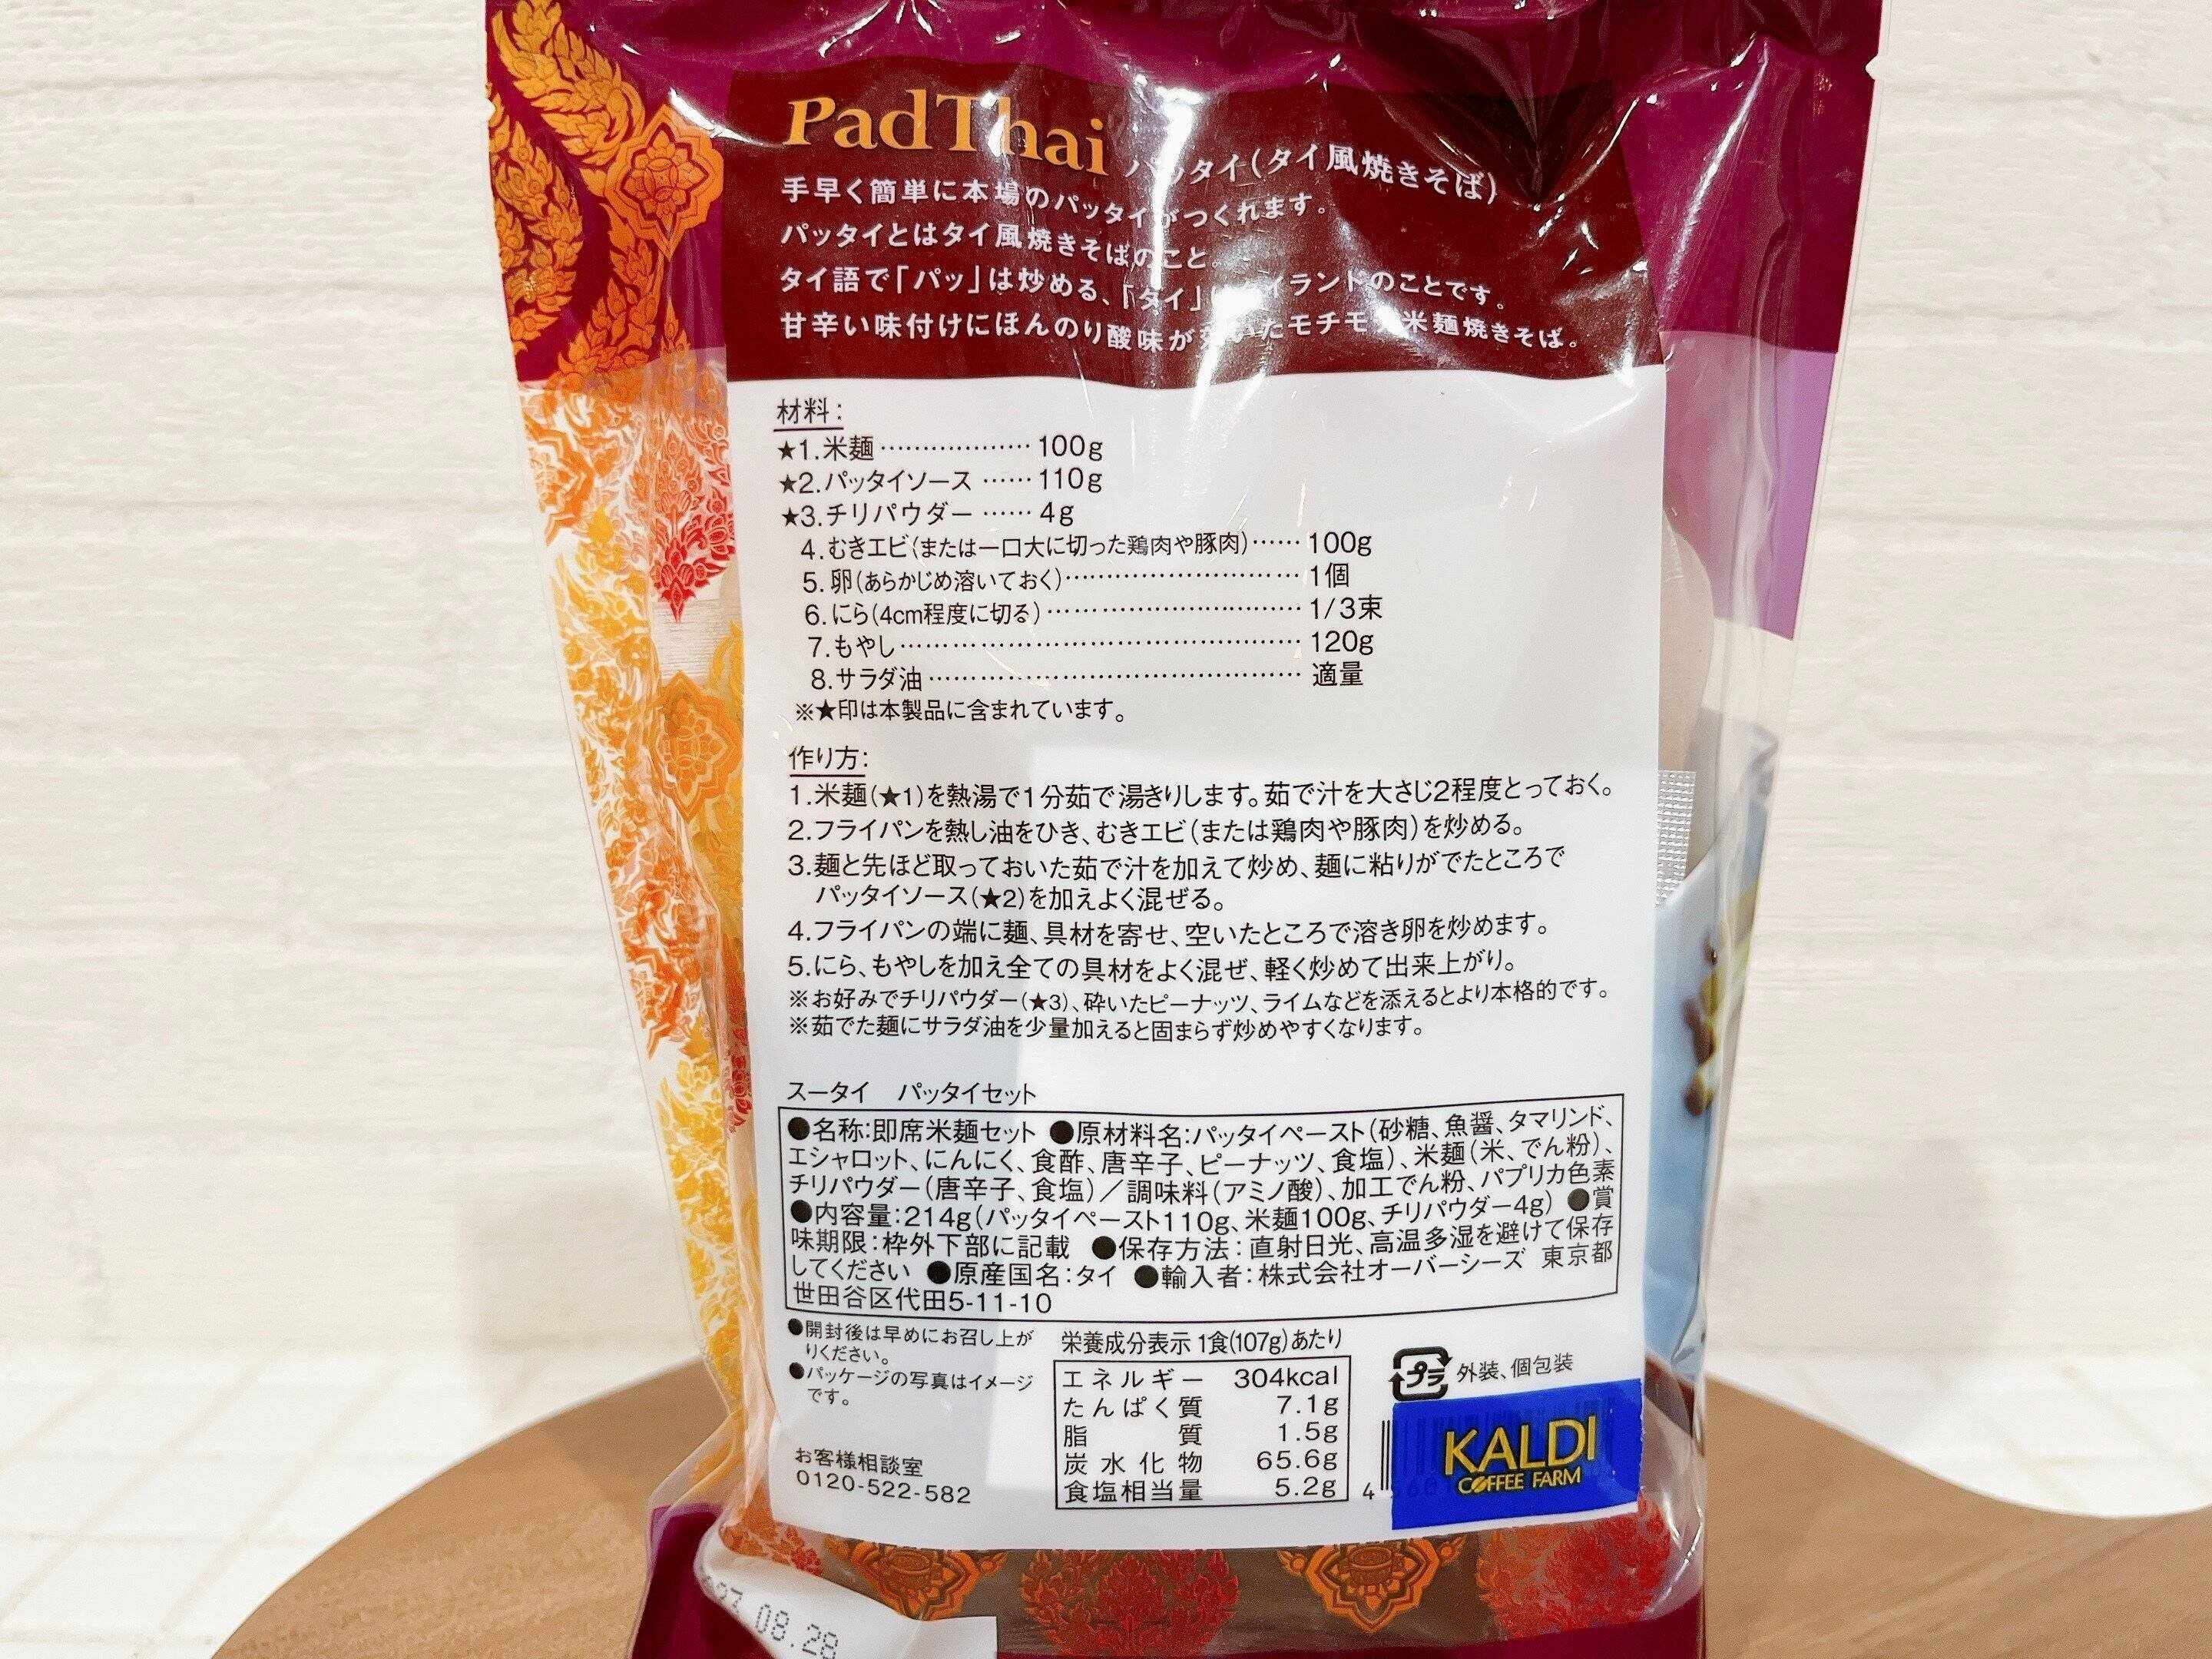 PadThai パッタイ(タイ風焼きそば)
手早く簡単に本場のパッタイがつくれます。
パッタイとはタイ風焼きそばのこと。
タイ語で「パッ」は炒める、「タイ」 イランドのことです。
甘辛い味付けにほんのり酸味が効いたモチモチ米麺焼きそば。
材料:
★1.米麺………………100g
★2.パッタイソース……110g
★3.チリパウダー……4g
4.むきエビ(または一口大に切った鶏肉や豚肉)……100g
5.卵(あらかじめ溶いておく)…………………………1個
6.にら(4cm程度に切る)……………………………1/3束
7.もやし……………………………………………120g
8.サラダ油…………………………………………適量
※★印は本製品に含まれています。
作り方:
1.米麺(★1)を熱湯で1分茹で湯きりします。茹で汁を大さじ2程度とっておく。
2.フライパンを熱し油をひき、むきエビ(または鶏肉や豚肉)を炒める。
3.麺と先ほど取っておいた茹で汁を加えて炒め、麺に粘りがでたところで
パッタイソース(★2)を加えよく混ぜる。
4.フライパンの端に麺、具材を寄せ、空いたところで溶き卵を炒めます。
5.にら、もやしを加え全ての具材をよく混ぜ、軽く炒めて出来上がり。
※お好みでチリパウダー(★3)、砕いたピーナッツ、ライムなどを添えるとより本格的です。
※茹でた麺にサラダ油を少量加えると固まらず炒めやすくなります。
スータイ パッタイセット
●名称:即席米麺セット ●原材料名:パッタイペースト(砂糖、魚醤、タマリンド、
エシャロット、にんにく、食酢、唐辛子、ピーナッツ、食塩)、米麺(米、でん粉)、
チリパウダー(唐辛子、食塩)/調味料(アミノ酸)、加工でん粉、パプリカ色素
●内容量:214g(パッタイペースト110g、米麺100g、チリパウダー4g) ●賞
味期限:枠外下部に記載 ●保存方法:直射日光、高温多湿を避けて保存
してください ●原産国名:タイ ●輸入者:株式会社オーバーシーズ 東京都
世田谷区代田5-11-10
●開封後は早めにお召し上が
りください。
●パッケージの写真はイメージ
です。
お客様相談室
0120-522-582
栄養成分表示 1食(107g)あたり
エネルギー 304kcal
たんぱく質 7.1g
脂質 1.5g
炭水化物 65.6g
食塩相当量 5.2g
プラ 外装、個包装
KALDI
COFFEE FARM
4
08.28